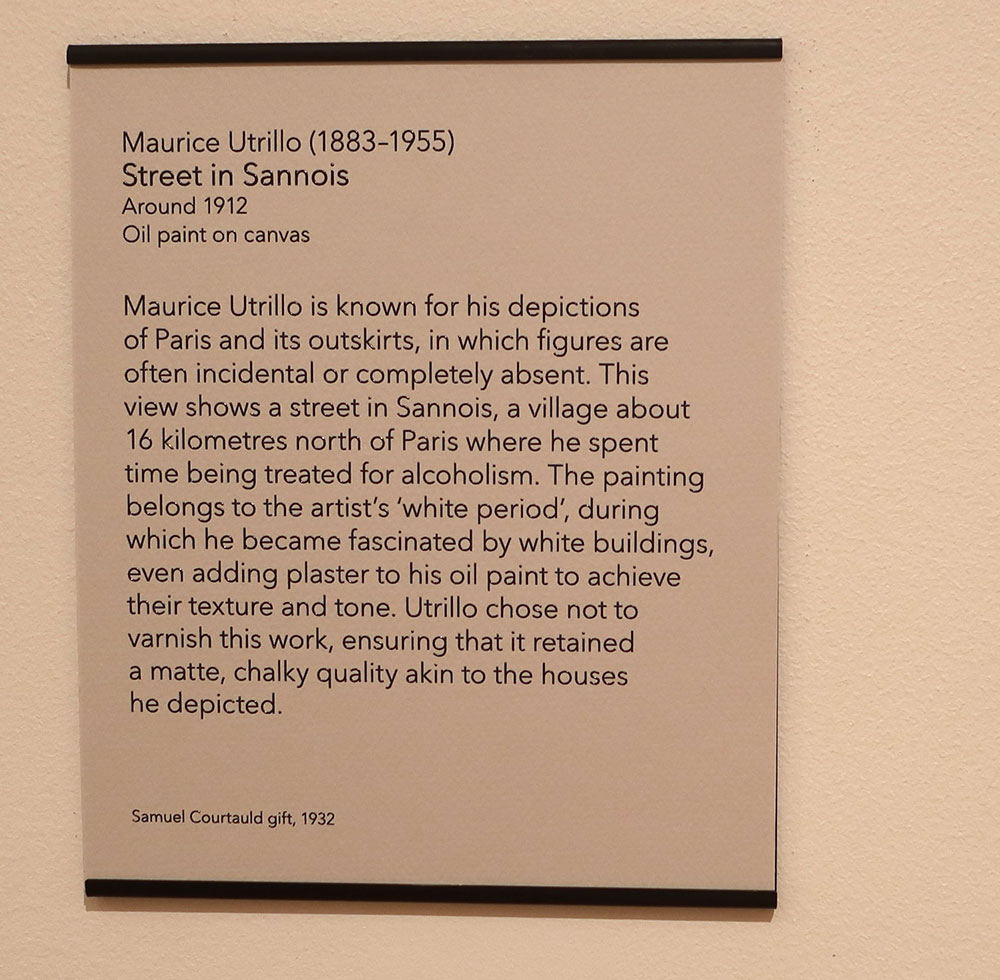 Maurice Utrillo (1883–1955)
Street in Sannois
Around 1912
Oil paint on canvas
Maurice Utrillo is known for his depictions
of Paris and its outskirts, in which figures are
often incidental or completely absent. This
view shows a street in Sannois, a village about
16 kilometres north of Paris where he spent
time being treated for alcoholism. The painting
belongs to the artist’s ‘white period’, during
which he became fascinated by white buildings,
even adding plaster to his oil paint to achieve
their texture and tone. Utrillo chose not to
varnish this work, ensuring that it retained
a matte, chalky quality akin to the houses
he depicted.
Samuel Courtauld gift, 1932